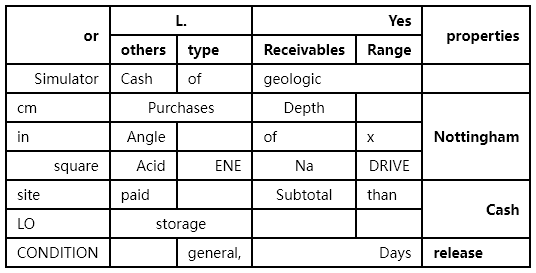 or L. Yes properties
others type Receivables Range
Simulator Cash of geologic
cm Purchases Depth Nottingham
in Angle of x
square Acid ENE Na DRIVE
site paid Subtotal than Cash
LO storage
CONDITION general, Days release